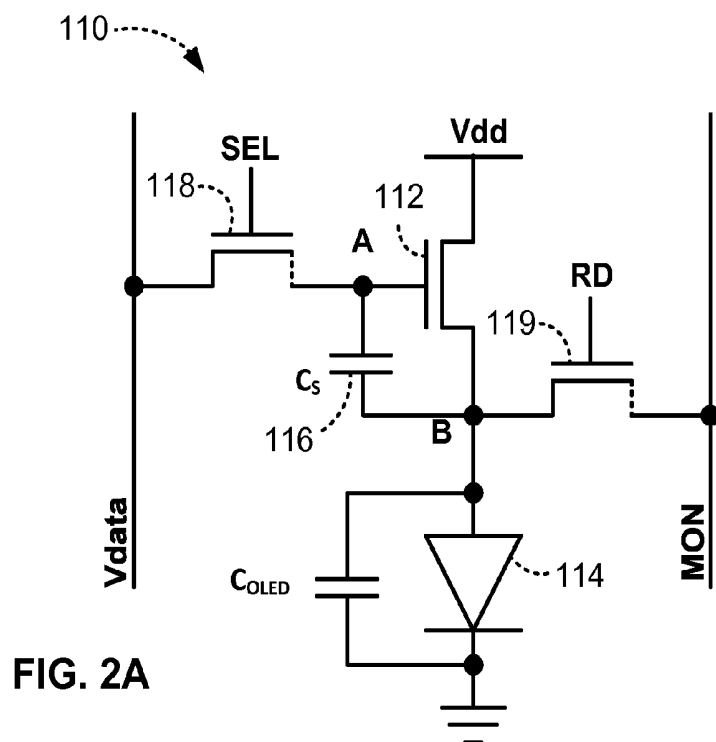 110
Vdd
SEL
118
112
A
RD
119
Cs
116
B
Vdata
MON
COLED
114
FIG. 2A